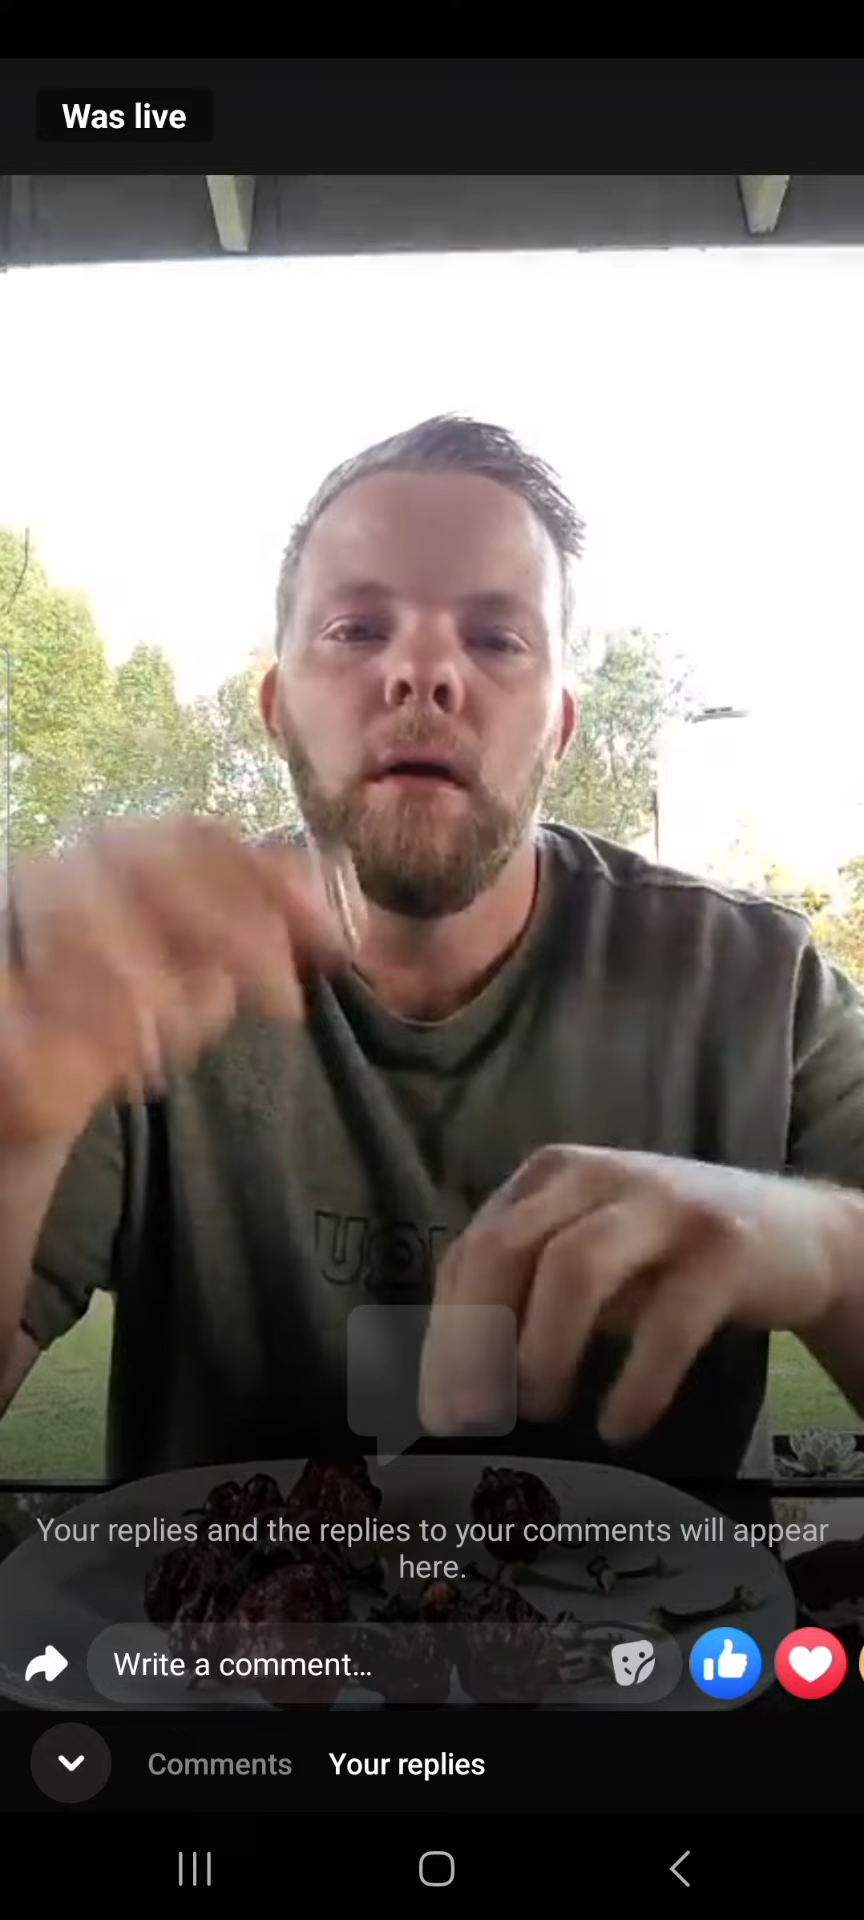 Was live
Your replies and the replies to your comments will appear
here.
Write a comment...
Comments
Your replies